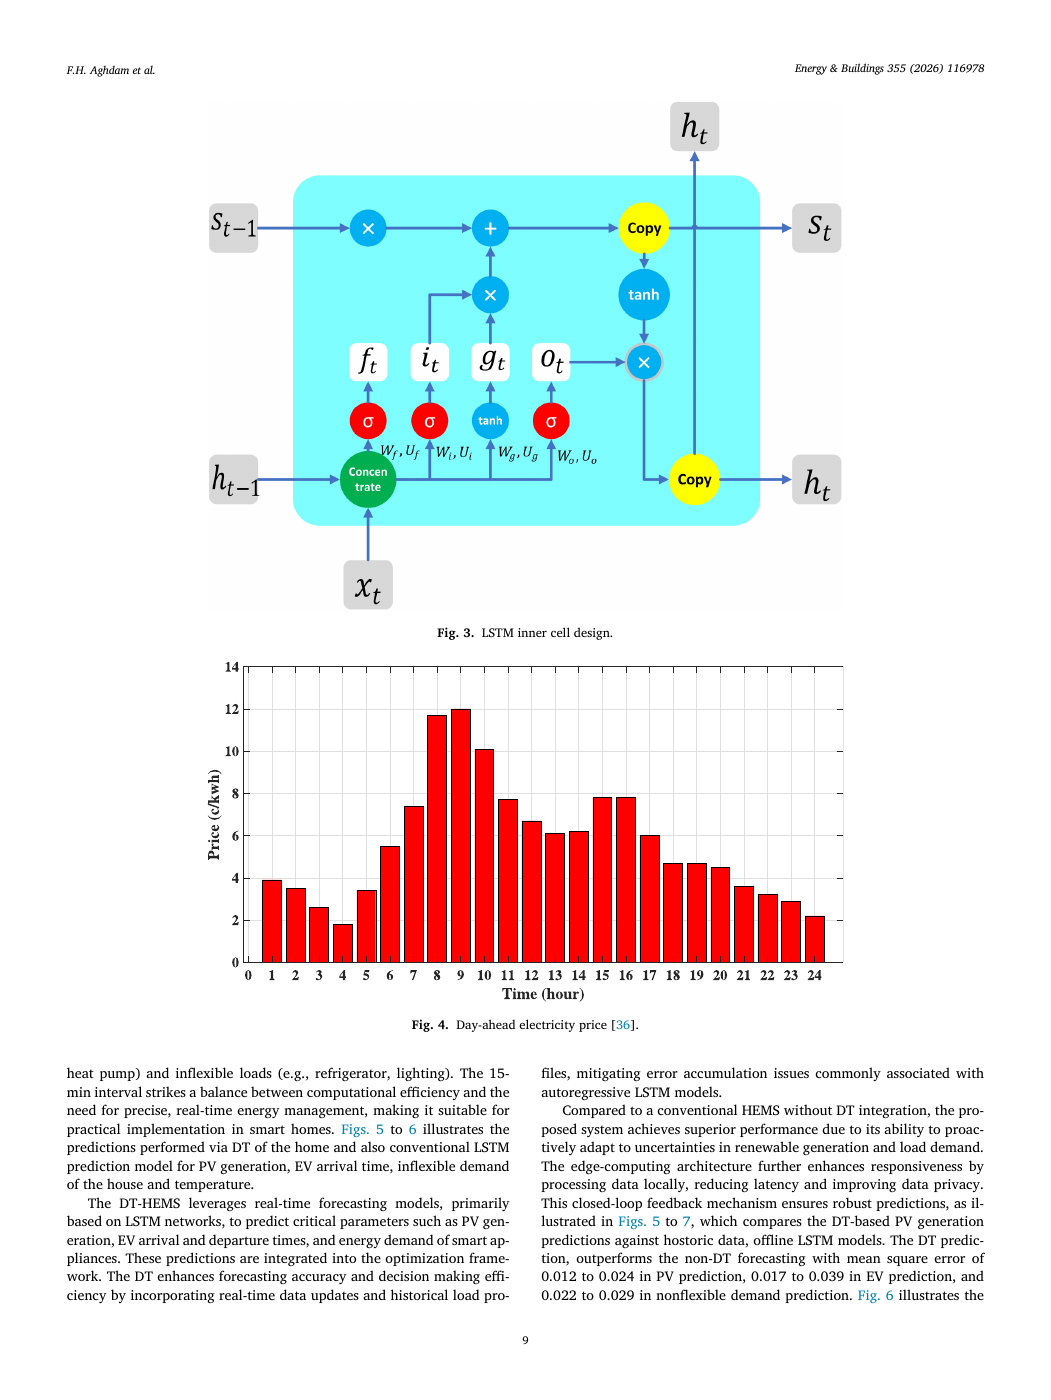 F.H. Aghdam et al.
Energy & Buildings 355 (2026) 116978
h_t
S_{t−1}
×
+
Copy
S_t
×
tanh
f_t
i_t
g_t
o_t
×
σ
σ
tanh
σ
W_f, U_f
W_i, U_i
W_g, U_g
W_o, U_o
h_{t−1}
Concen
trate
Copy
h_t
x_t
Fig. 3. LSTM inner cell design.
14
12
10
8
6
4
2
0
Price (c/kwh)
0 1 2 3 4 5 6 7 8 9 10 11 12 13 14 15 16 17 18 19 20 21 22 23 24
Time (hour)
Fig. 4. Day-ahead electricity price [36].
heat pump) and inflexible loads (e.g., refrigerator, lighting). The 15-
min interval strikes a balance between computational efficiency and the
need for precise, real-time energy management, making it suitable for
practical implementation in smart homes. Figs. 5 to 6 illustrates the
predictions performed via DT of the home and also conventional LSTM
prediction model for PV generation, EV arrival time, inflexible demand
of the house and temperature.
The DT-HEMS leverages real-time forecasting models, primarily
based on LSTM networks, to predict critical parameters such as PV gen-
eration, EV arrival and departure times, and energy demand of smart ap-
pliances. These predictions are integrated into the optimization frame-
work. The DT enhances forecasting accuracy and decision making effi-
ciency by incorporating real-time data updates and historical load pro-
files, mitigating error accumulation issues commonly associated with
autoregressive LSTM models.
Compared to a conventional HEMS without DT integration, the pro-
posed system achieves superior performance due to its ability to proac-
tively adapt to uncertainties in renewable generation and load demand.
The edge-computing architecture further enhances responsiveness by
processing data locally, reducing latency and improving data privacy.
This closed-loop feedback mechanism ensures robust predictions, as il-
lustrated in Figs. 5 to 7, which compares the DT-based PV generation
predictions against hostoric data, offline LSTM models. The DT predic-
tion, outperforms the non-DT forecasting with mean square error of
0.012 to 0.024 in PV prediction, 0.017 to 0.039 in EV prediction, and
0.022 to 0.029 in nonflexible demand prediction. Fig. 6 illustrates the
9